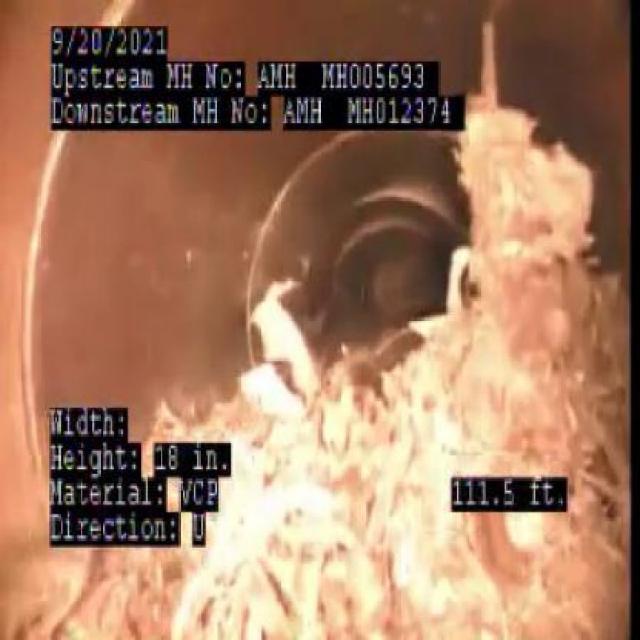 9/20/2021
Upstream MH No: AMH MH005693
Downstream MH No: AMH MH012374
Width:
Height: 18 in.
Material: VCP
111.5 ft.
Direction: U